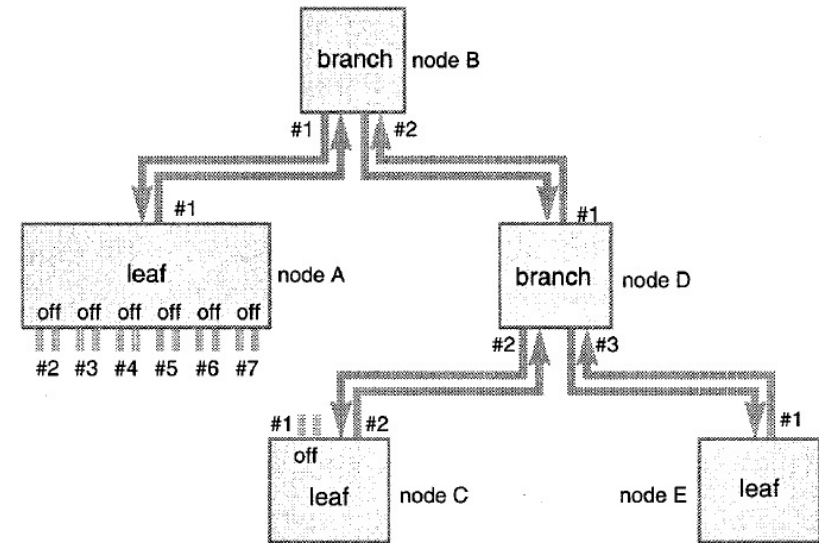 branch node B
#1 #2
#1 #1
leaf node A branch node D
off off off off off off
#2 #3 #4 #5 #6 #7
#2 #3
#1 #2 #1
off
leaf node C node E leaf